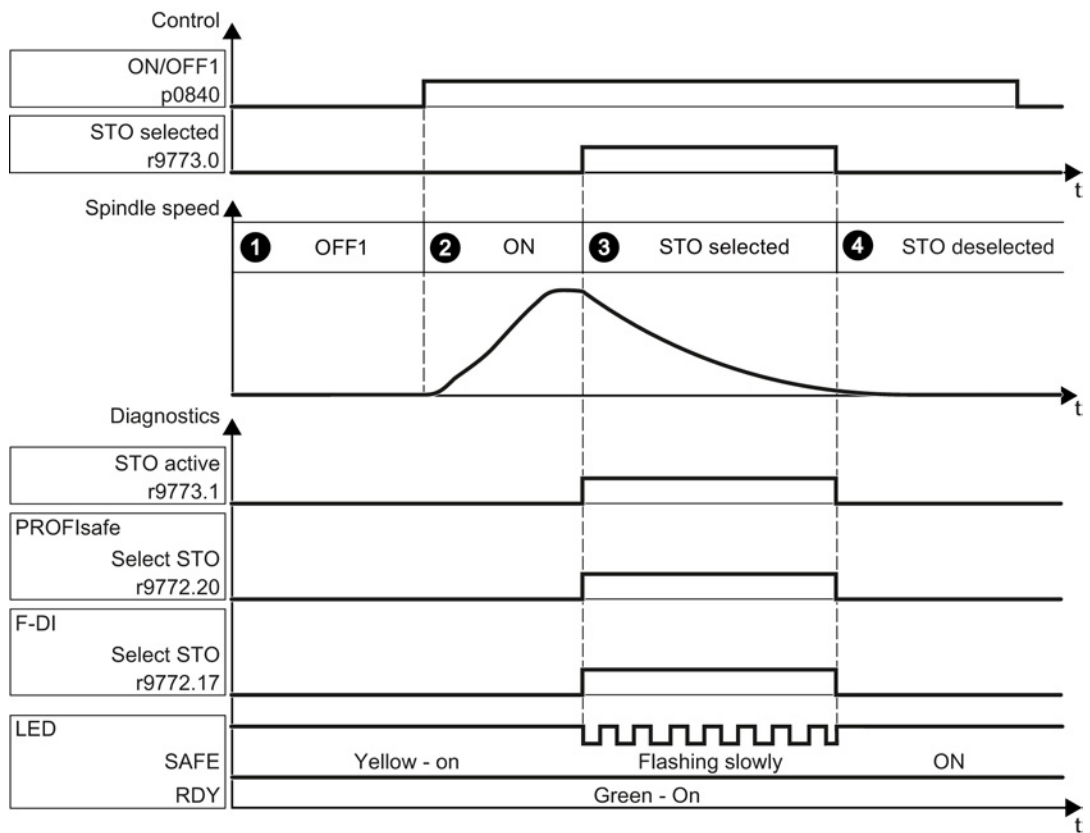 Control
ON/OFF1
p0840
STO selected
r9773.0
t
Spindle speed
1 OFF1 2 ON 3 STO selected 4 STO deselected
t
Diagnostics
STO active
r9773.1
PROFIsafe
Select STO
r9772.20
F-DI
Select STO
r9772.17
LED
SAFE Yellow - on Flashing slowly ON
RDY Green - On
t